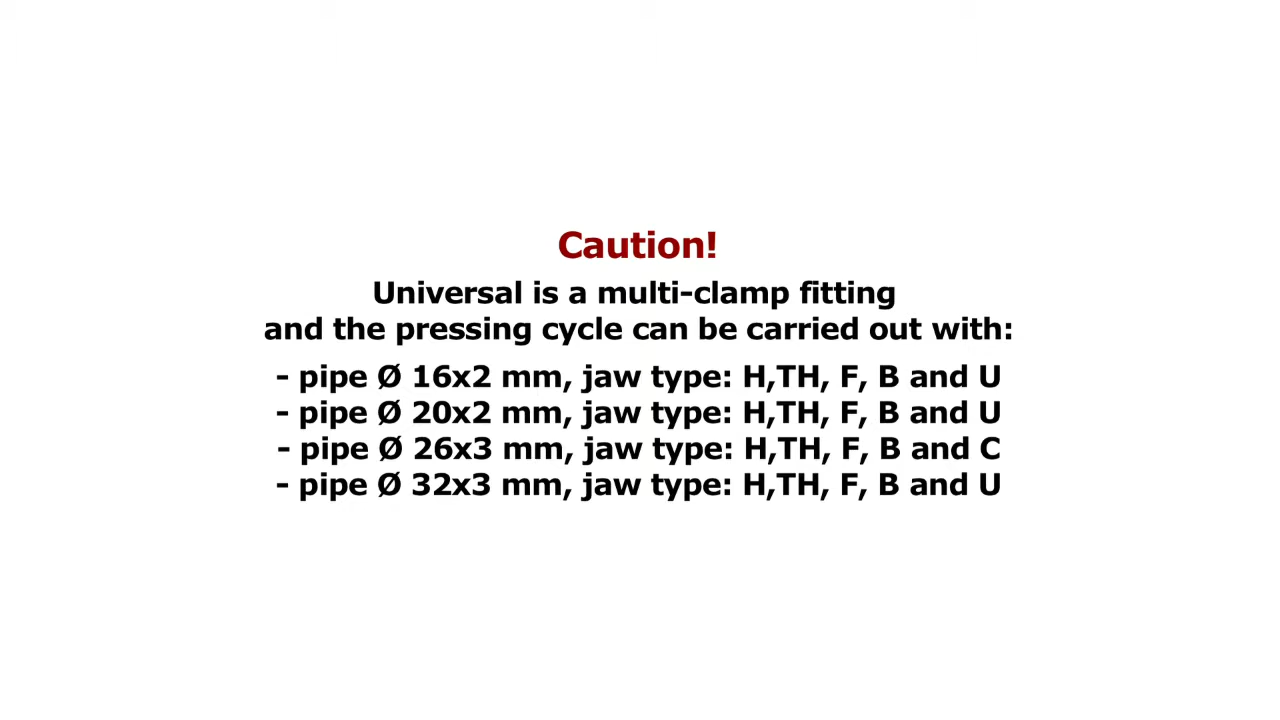 Caution!
Universal is a multi-clamp fitting
and the pressing cycle can be carried out with:
- pipe Ø 16x2 mm, jaw type: H,TH, F, B and U
- pipe Ø 20x2 mm, jaw type: H,TH, F, B and U
- pipe Ø 26x3 mm, jaw type: H,TH, F, B and C
- pipe Ø 32x3 mm, jaw type: H,TH, F, B and U